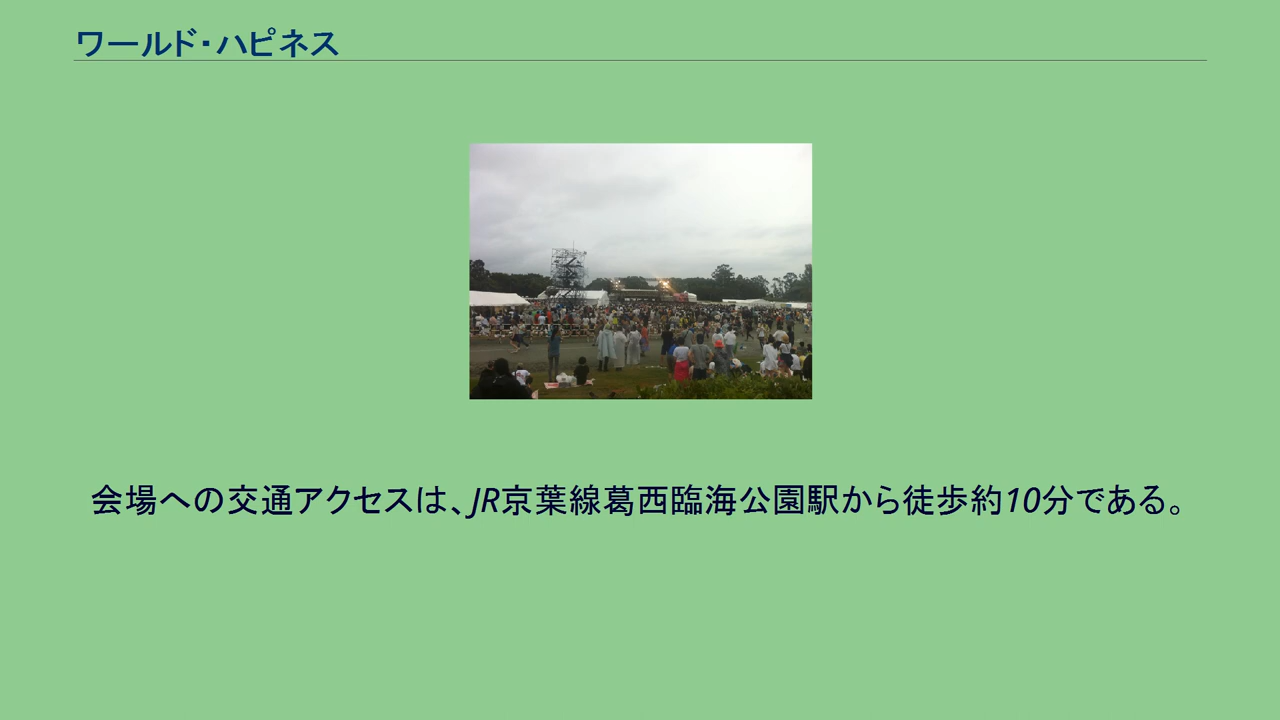 ワールド・ハピネス
会場への交通アクセスは、JR京葉線葛西臨海公園駅から徒歩約10分である。